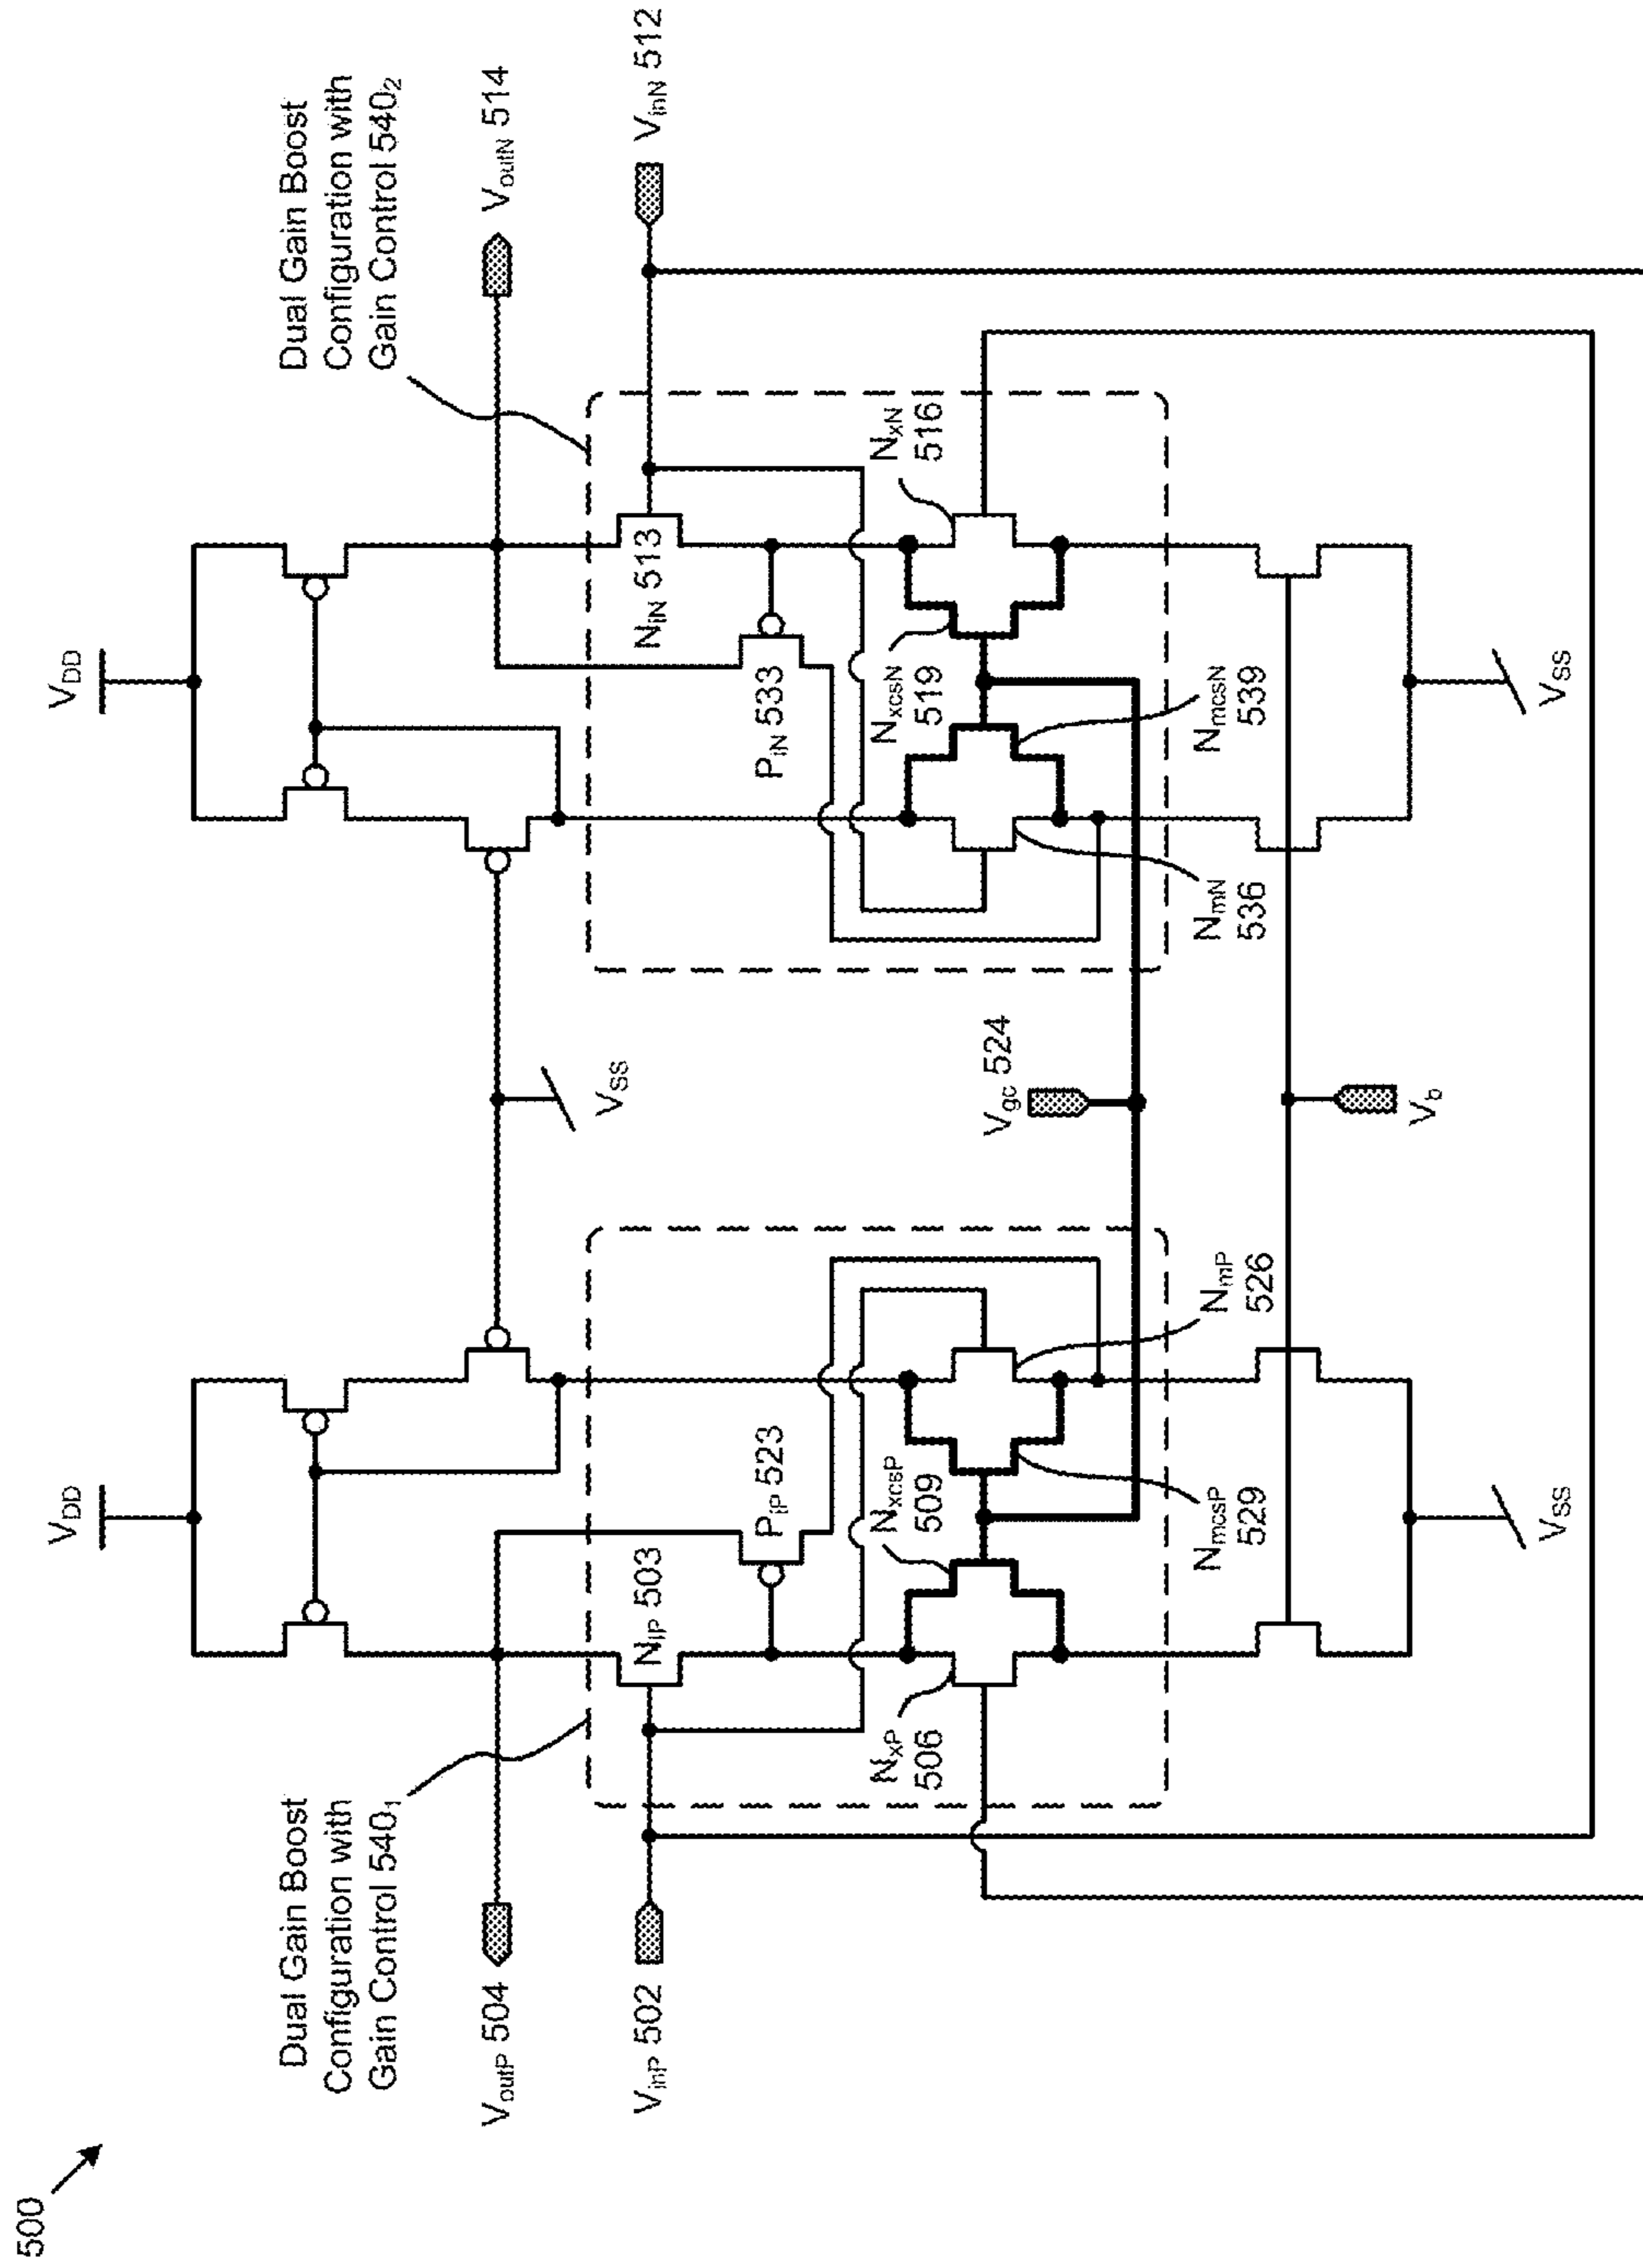 500
Dual Gain Boost
Configuration with
Gain Control 540₁
Dual Gain Boost
Configuration with
Gain Control 540₂
V_DD
V_DD
V_outP 504
V_outN 514
V_SS
V_inP 502
V_inN 512
N_iP 503
P_iP 523
P_iN 533
N_iN 513
N_xP
506
N_xcsP
509
N_mcsP
529
N_mP
526
V_gc 524
N_mN
536
N_mcsN
539
N_xcsN
519
N_xN
516
V_b
V_SS
V_SS